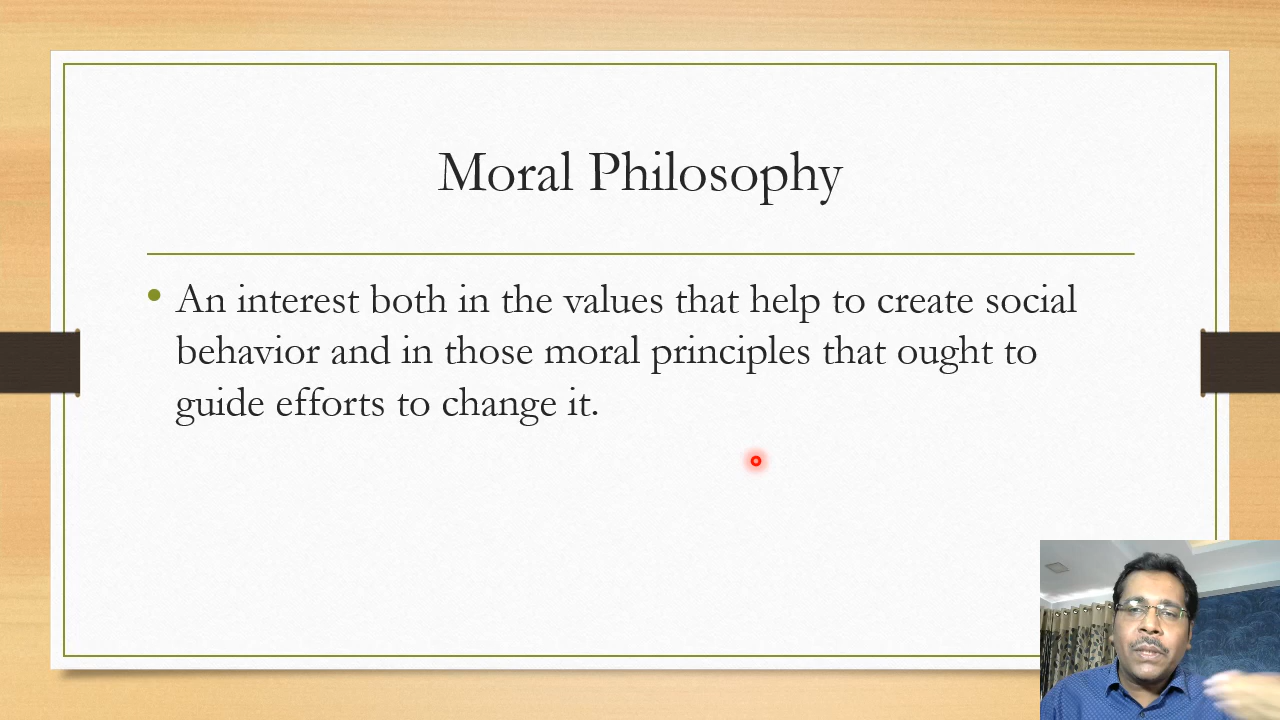 Moral Philosophy
• An interest both in the values that help to create social
behavior and in those moral principles that ought to
guide efforts to change it.